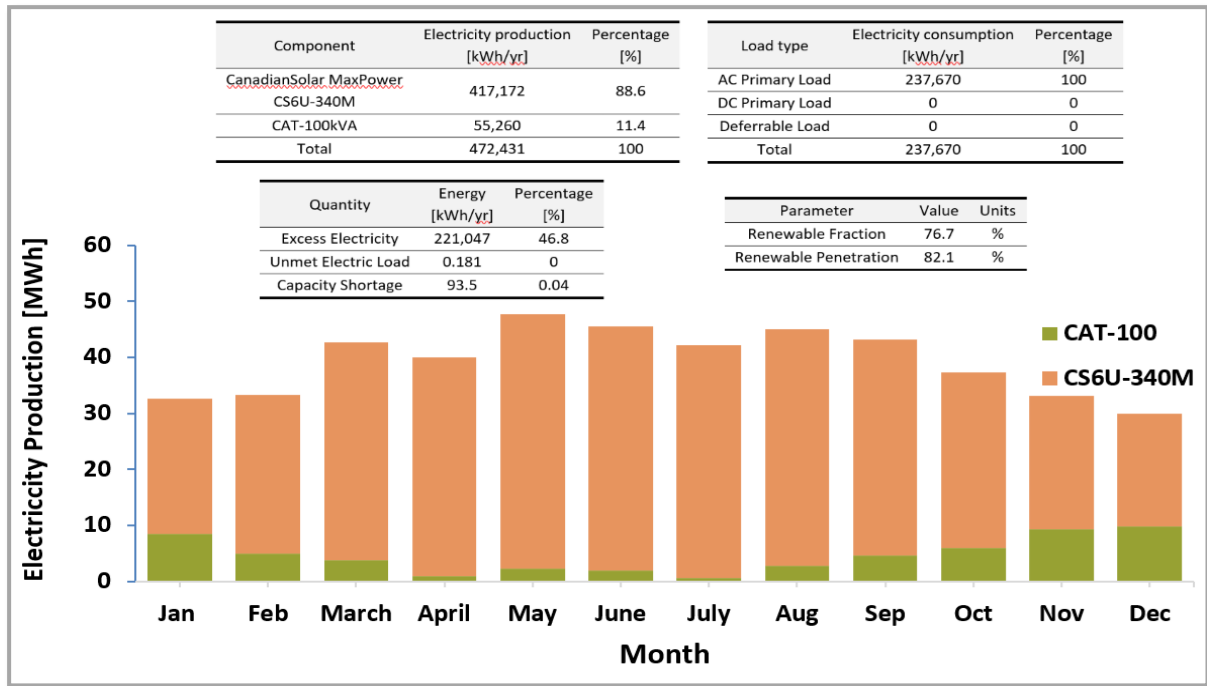 Component Electricity production [kWh/yr] Percentage [%]
CanadianSolar MaxPower CS6U-340M 417,172 88.6
CAT-100kVA 55,260 11.4
Total 472,431 100
Load type Electricity consumption [kWh/yr] Percentage [%]
AC Primary Load 237,670 100
DC Primary Load 0 0
Deferrable Load 0 0
Total 237,670 100
Quantity Energy [kWh/yr] Percentage [%]
Excess Electricity 221,047 46.8
Unmet Electric Load 0.181 0
Capacity Shortage 93.5 0.04
Parameter Value Units
Renewable Fraction 76.7 %
Renewable Penetration 82.1 %
Electriccity Production [MWh]
60
50
40
30
20
10
0
CAT-100
CS6U-340M
Jan Feb March April May June July Aug Sep Oct Nov Dec
Month